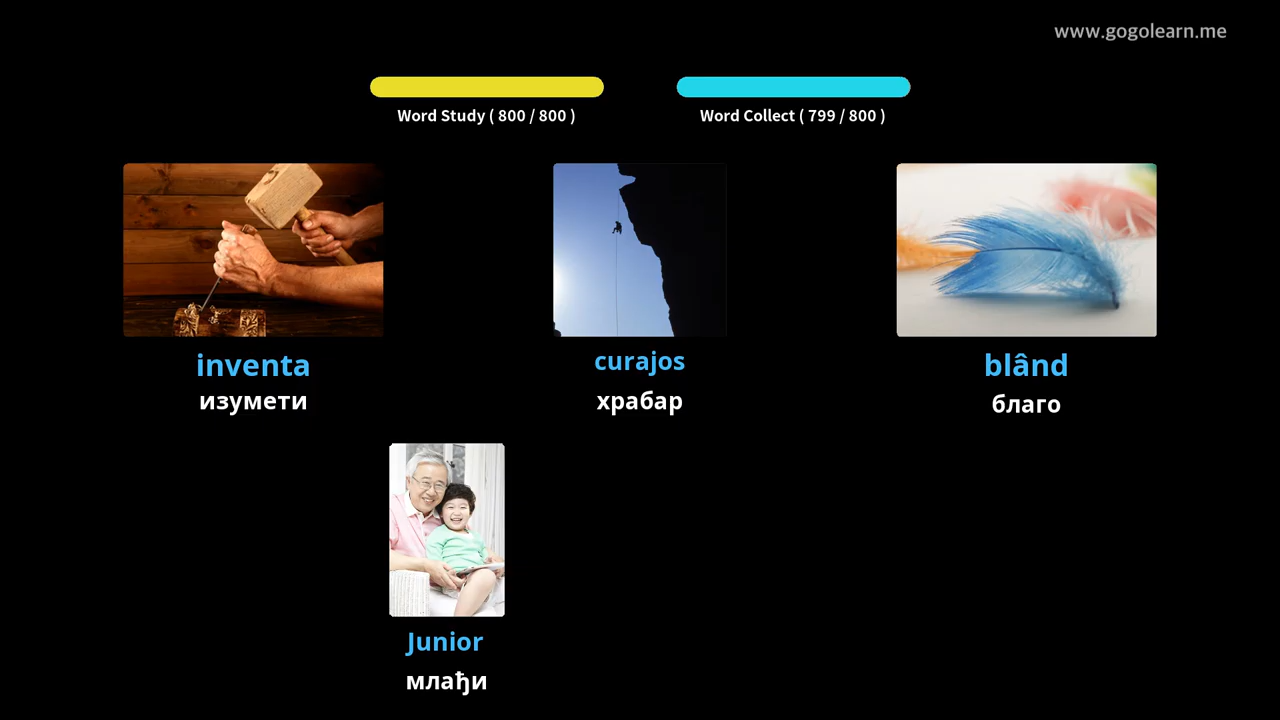 www.gogolearn.me
Word Study ( 800 / 800 )
Word Collect ( 799 / 800 )
inventa
curajos
blând
изумети
храбар
благо
Junior
млађи